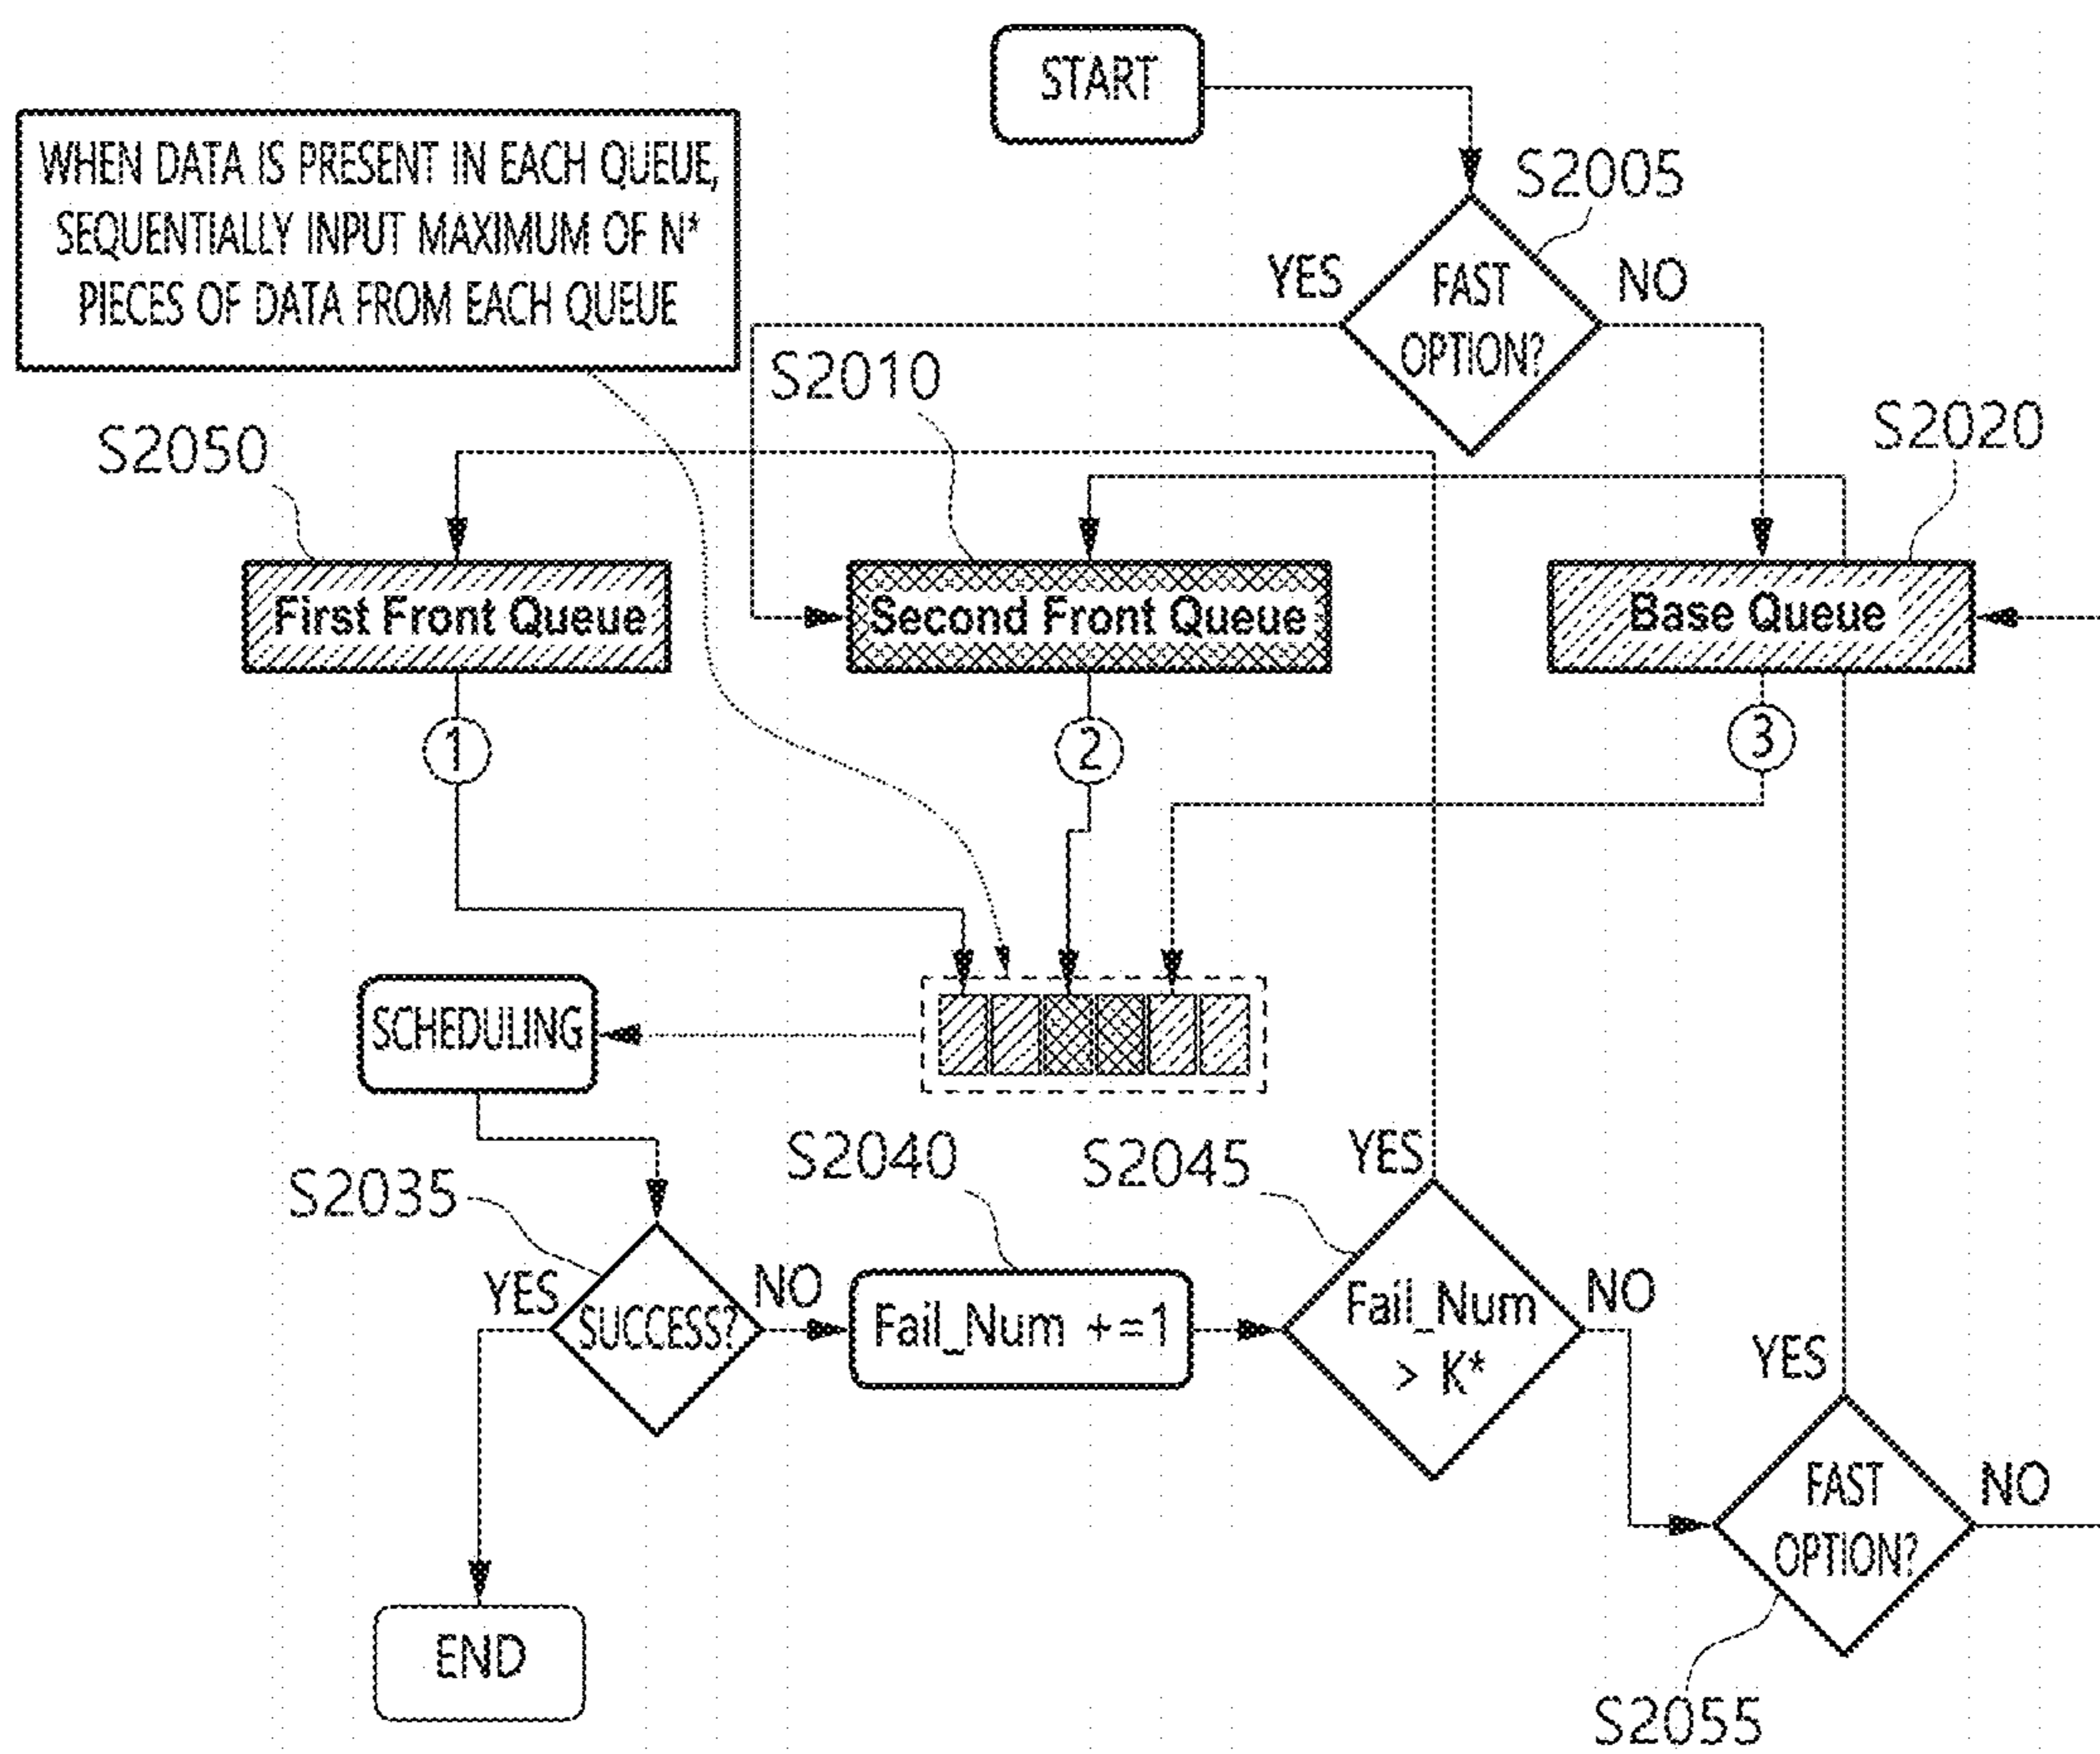 START
WHEN DATA IS PRESENT IN EACH QUEUE,
SEQUENTIALLY INPUT MAXIMUM OF N*
PIECES OF DATA FROM EACH QUEUE
S2005
YES
FAST
OPTION?
NO
S2010
S2050
S2020
First Front Queue
Second Front Queue
Base Queue
1
2
3
SCHEDULING
S2035
S2040
S2045
YES
YES
SUCCESS?
NO
Fail_Num +=1
Fail_Num
> K*
NO
YES
FAST
OPTION?
NO
END
S2055